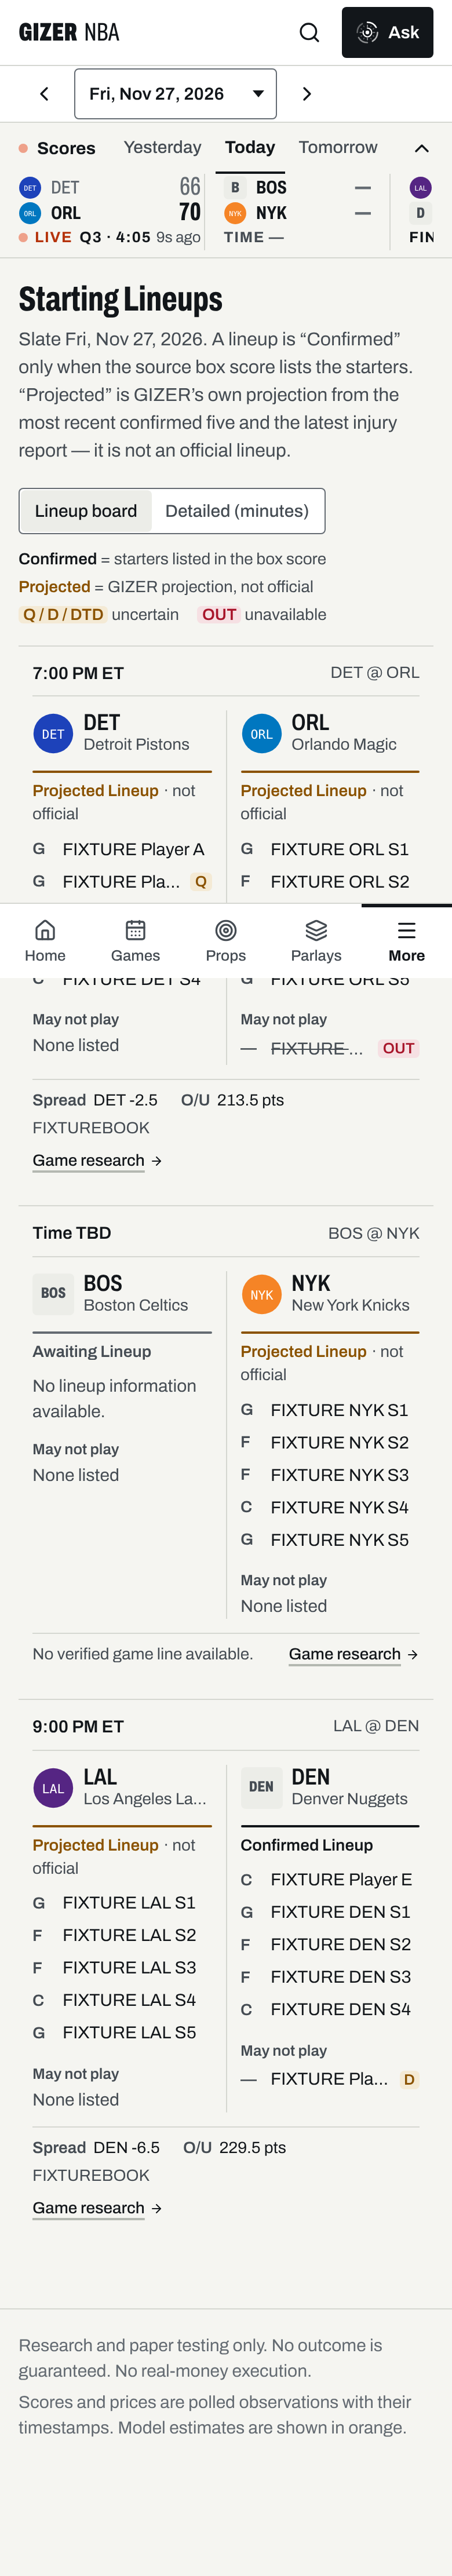 GIZER NBA
Ask
Fri, Nov 27, 2026
Scores Yesterday Today Tomorrow
DET DET 66
ORL ORL 70
LIVE Q3 · 4:05 9s ago
B BOS —
NYK NYK —
TIME —
LAL
D
FIN
Starting Lineups
Slate Fri, Nov 27, 2026. A lineup is “Confirmed”
only when the source box score lists the starters.
“Projected” is GIZER’s own projection from the
most recent confirmed five and the latest injury
report — it is not an official lineup.
Lineup board Detailed (minutes)
Confirmed = starters listed in the box score
Projected = GIZER projection, not official
Q / D / DTD uncertain OUT unavailable
7:00 PM ET DET @ ORL
DET DET
Detroit Pistons
Projected Lineup · not
official
G FIXTURE Player A
G FIXTURE Pla... Q
ORL ORL
Orlando Magic
Projected Lineup · not
official
G FIXTURE ORL S1
F FIXTURE ORL S2
Home Games Props Parlays More
C FIXTURE DET S4
May not play
None listed
G FIXTURE ORL S5
May not play
— FIXTURE ... OUT
Spread DET -2.5 O/U 213.5 pts
FIXTUREBOOK
Game research →
Time TBD BOS @ NYK
BOS BOS
Boston Celtics
Awaiting Lineup
No lineup information
available.
May not play
None listed
NYK NYK
New York Knicks
Projected Lineup · not
official
G FIXTURE NYK S1
F FIXTURE NYK S2
F FIXTURE NYK S3
C FIXTURE NYK S4
G FIXTURE NYK S5
May not play
None listed
No verified game line available. Game research →
9:00 PM ET LAL @ DEN
LAL LAL
Los Angeles La...
Projected Lineup · not
official
G FIXTURE LAL S1
F FIXTURE LAL S2
F FIXTURE LAL S3
C FIXTURE LAL S4
G FIXTURE LAL S5
May not play
None listed
DEN DEN
Denver Nuggets
Confirmed Lineup
C FIXTURE Player E
G FIXTURE DEN S1
F FIXTURE DEN S2
F FIXTURE DEN S3
C FIXTURE DEN S4
May not play
— FIXTURE Pla... D
Spread DEN -6.5 O/U 229.5 pts
FIXTUREBOOK
Game research →
Research and paper testing only. No outcome is
guaranteed. No real-money execution.
Scores and prices are polled observations with their
timestamps. Model estimates are shown in orange.